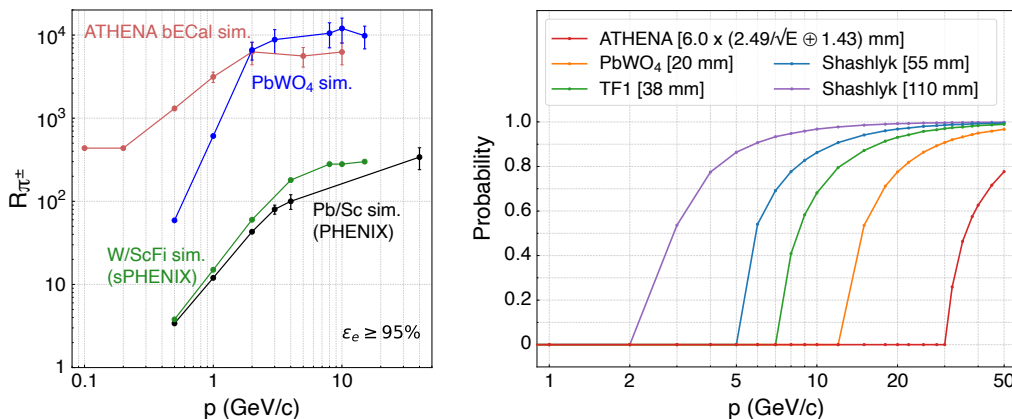 R_π±
10⁴
10³
10²
10
1
0.1
1
10
p (GeV/c)
ATHENA bECal sim.
PbWO₄ sim.
Pb/Sc sim.
(PHENIX)
W/ScFi sim.
(sPHENIX)
ε_e ≥ 95%
ATHENA [6.0 x (2.49/√E ⊕ 1.43) mm]
PbWO₄ [20 mm]
TF1 [38 mm]
Shashlyk [55 mm]
Shashlyk [110 mm]
Probability
1.0
0.8
0.6
0.4
0.2
0
1
2
5
10
20
50
p (GeV/c)